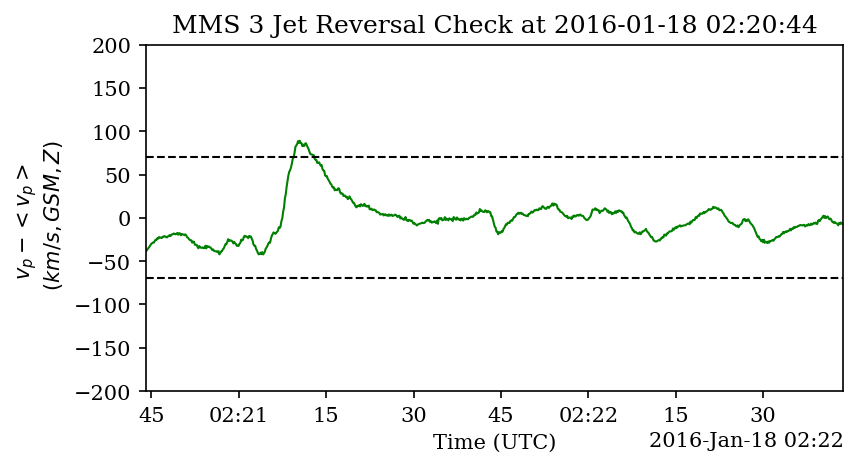 MMS 3 Jet Reversal Check at 2016-01-18 02:20:44
v_p − < v_p >
(km/s, GSM, Z)
200
150
100
50
0
−50
−100
−150
−200
45 02:21 15 30 45 02:22 15 30
Time (UTC) 2016-Jan-18 02:22